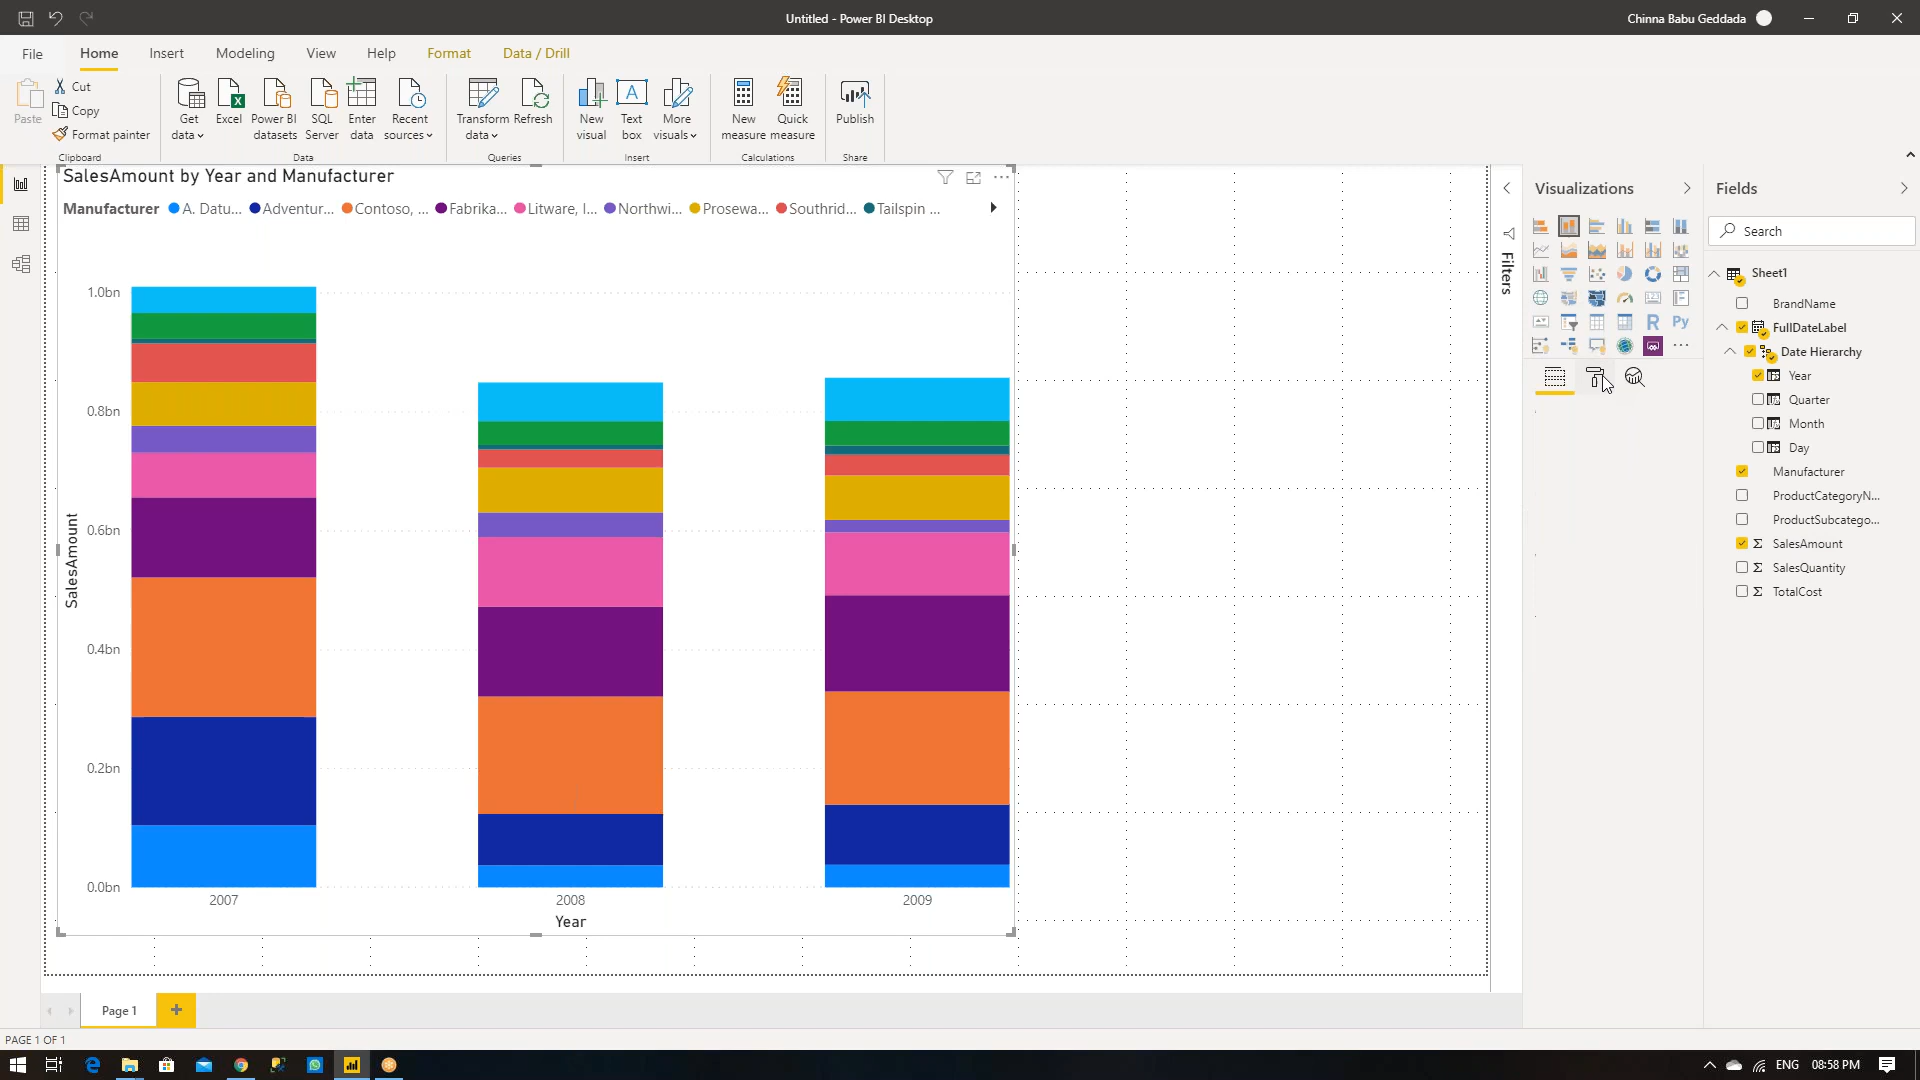 Untitled - Power BI Desktop
Chinna Babu Geddada
File Home Insert Modeling View Help Format Data / Drill
Paste
Cut
Copy
Format painter
Clipboard
Get data
Excel
Power BI datasets
SQL Server
Enter data
Recent sources
Data
Transform data
Refresh
Queries
New visual
Text box
More visuals
Insert
New measure
Quick measure
Calculations
Publish
Share
SalesAmount by Year and Manufacturer
Manufacturer A. Datu... Adventur... Contoso, ... Fabrika... Litware, I... Northwi... Prosewa... Southrid... Tailspin ...
1.0bn
0.8bn
0.6bn
0.4bn
0.2bn
0.0bn
SalesAmount
2007 2008 2009
Year
Filters
Visualizations
R Py
123
Fields
Search
Sheet1
BrandName
FullDateLabel
Date Hierarchy
Year
Quarter
Month
Day
Manufacturer
ProductCategoryN...
ProductSubcatego...
Σ SalesAmount
Σ SalesQuantity
Σ TotalCost
Page 1
PAGE 1 OF 1
ENG 08:58 PM